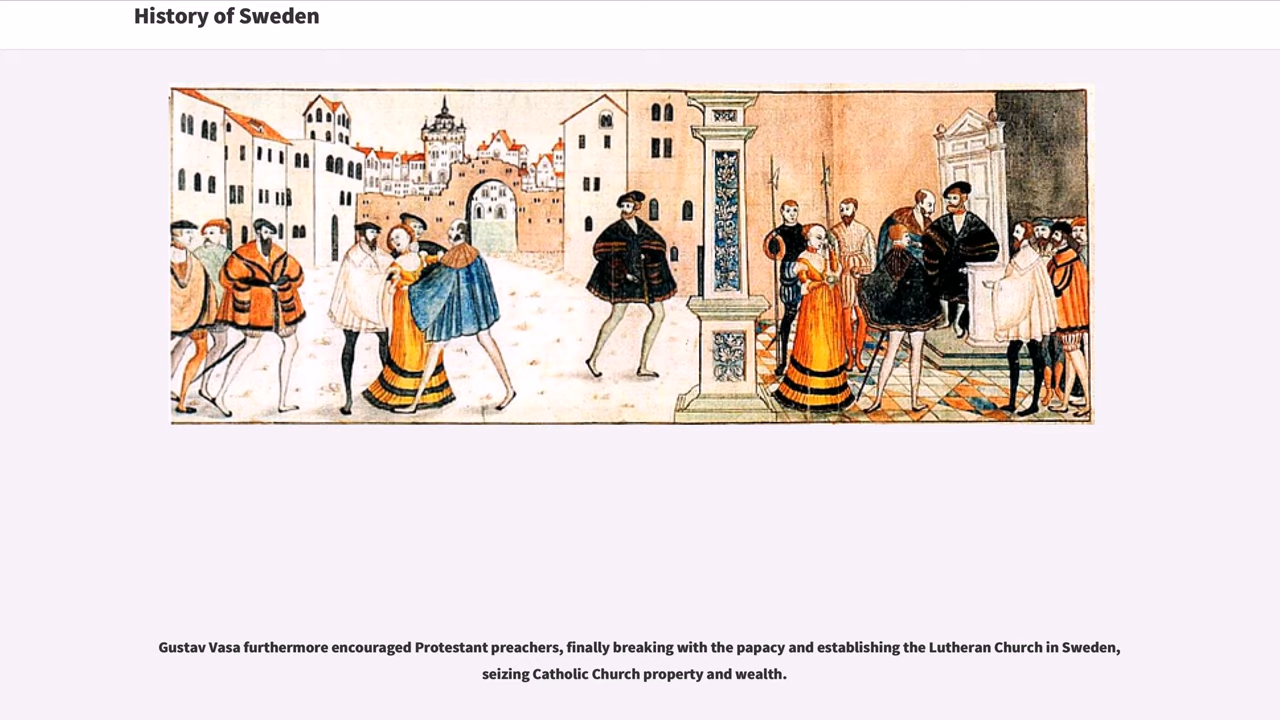 History of Sweden
Gustav Vasa furthermore encouraged Protestant preachers, finally breaking with the papacy and establishing the Lutheran Church in Sweden,
seizing Catholic Church property and wealth.